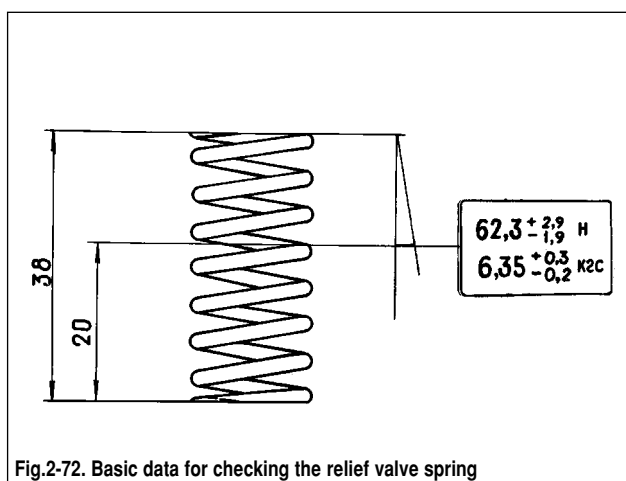 38
20
62,3 +2,9 -1,9 н
6,35 +0,3 -0,2 кгс
Fig.2-72. Basic data for checking the relief valve spring